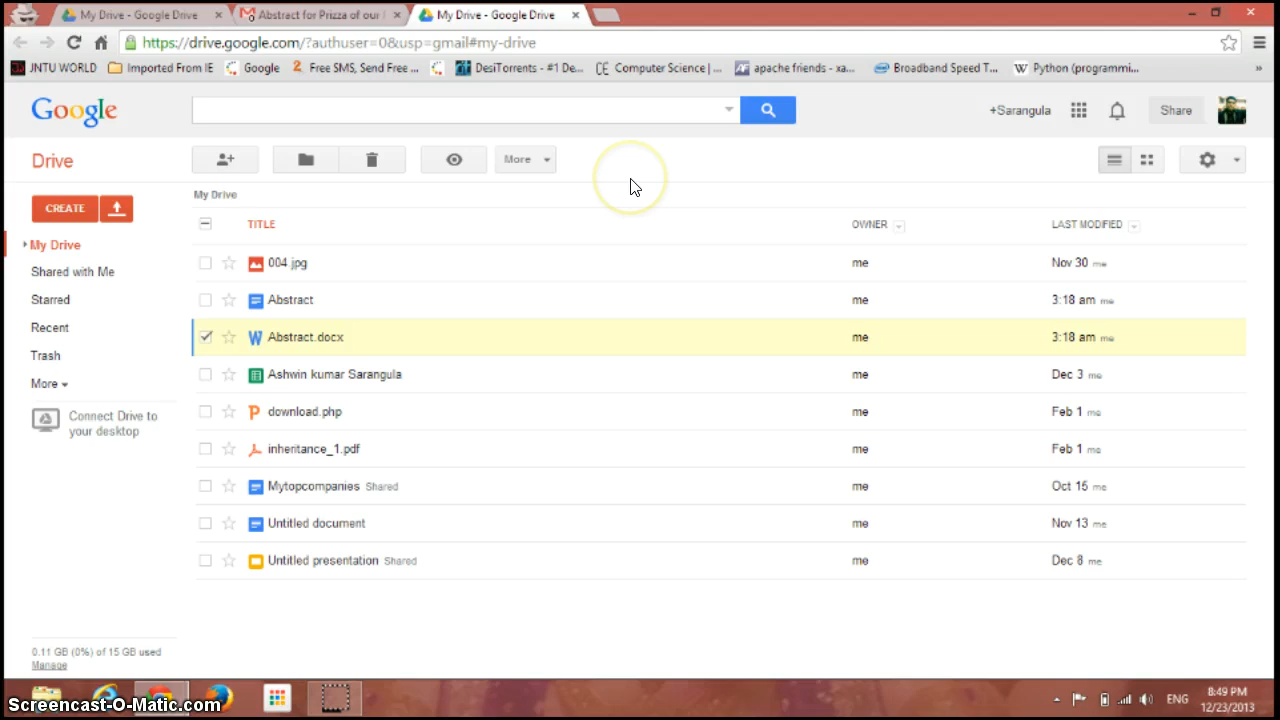 My Drive - Google Drive
Abstract for Prizza of our
My Drive - Google Drive
https://drive.google.com/?authuser=0&usp=gmail#my-drive
JNTU WORLD Imported From IE Google Free SMS, Send Free ... DesiTorrents - #1 De... Computer Science | ... apache friends - xa... Broadband Speed T... Python (programmi... »
Google
+Sarangula Share
Drive
More
CREATE
My Drive
TITLE OWNER LAST MODIFIED
My Drive
Shared with Me
Starred
Recent
Trash
More
Connect Drive to
your desktop
004.jpg me Nov 30 me
Abstract me 3:18 am me
Abstract.docx me 3:18 am me
Ashwin kumar Sarangula me Dec 3 me
download.php me Feb 1 me
inheritance_1.pdf me Feb 1 me
Mytopcompanies Shared me Oct 15 me
Untitled document me Nov 13 me
Untitled presentation Shared me Dec 8 me
0.11 GB (0%) of 15 GB used
Manage
Screencast-O-Matic.com
ENG
8:49 PM
12/23/2013